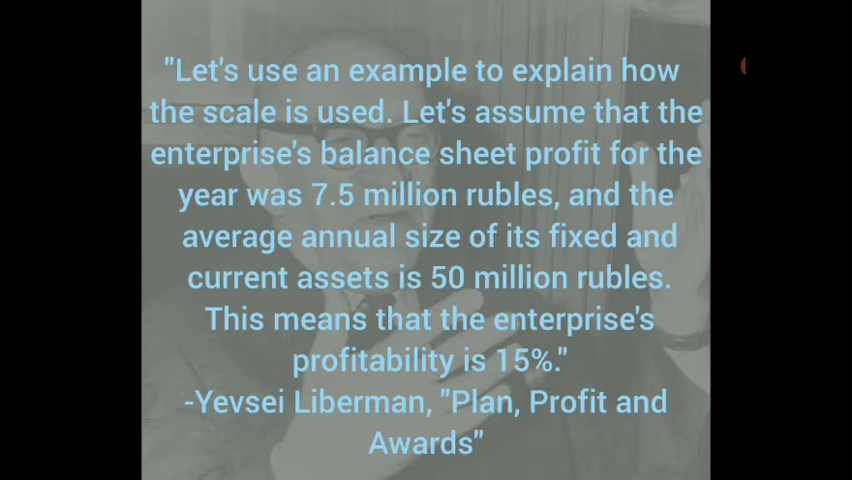 "Let's use an example to explain how
the scale is used. Let's assume that the
enterprise's balance sheet profit for the
year was 7.5 million rubles, and the
average annual size of its fixed and
current assets is 50 million rubles.
This means that the enterprise's
profitability is 15%."
-Yevsei Liberman, "Plan, Profit and
Awards"